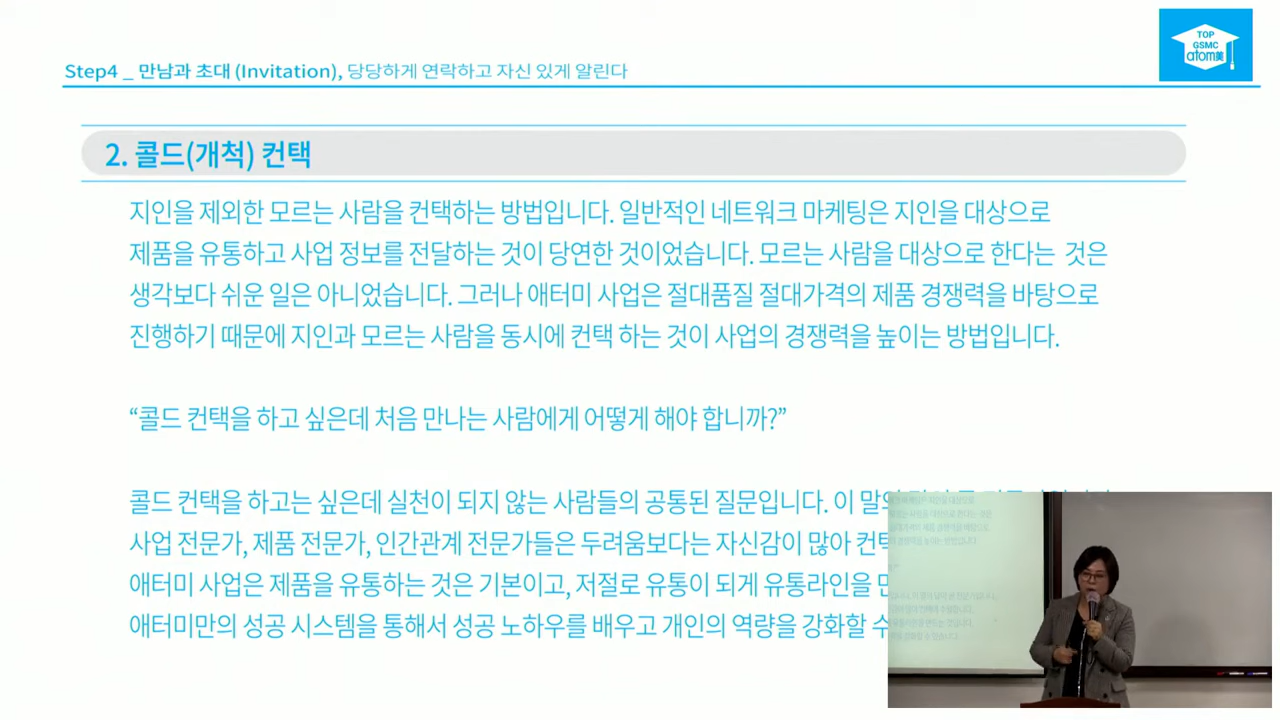 Step4 _ 만남과 초대 (Invitation), 당당하게 연락하고 자신 있게 알린다
TOP
GSMC
atom美
2. 콜드(개척) 컨택
지인을 제외한 모르는 사람을 컨택하는 방법입니다. 일반적인 네트워크 마케팅은 지인을 대상으로
제품을 유통하고 사업 정보를 전달하는 것이 당연한 것이었습니다. 모르는 사람을 대상으로 한다는 것은
생각보다 쉬운 일은 아니었습니다. 그러나 애터미 사업은 절대품질 절대가격의 제품 경쟁력을 바탕으로
진행하기 때문에 지인과 모르는 사람을 동시에 컨택 하는 것이 사업의 경쟁력을 높이는 방법입니다.
“콜드 컨택을 하고 싶은데 처음 만나는 사람에게 어떻게 해야 합니까?”
콜드 컨택을 하고는 싶은데 실천이 되지 않는 사람들의 공통된 질문입니다. 이
사업 전문가, 제품 전문가, 인간관계 전문가들은 두려움보다는 자신감이 많아
애터미 사업은 제품을 유통하는 것은 기본이고, 저절로 유통이 되게 유통라인을
애터미만의 성공 시스템을 통해서 성공 노하우를 배우고 개인의 역량을 강화할